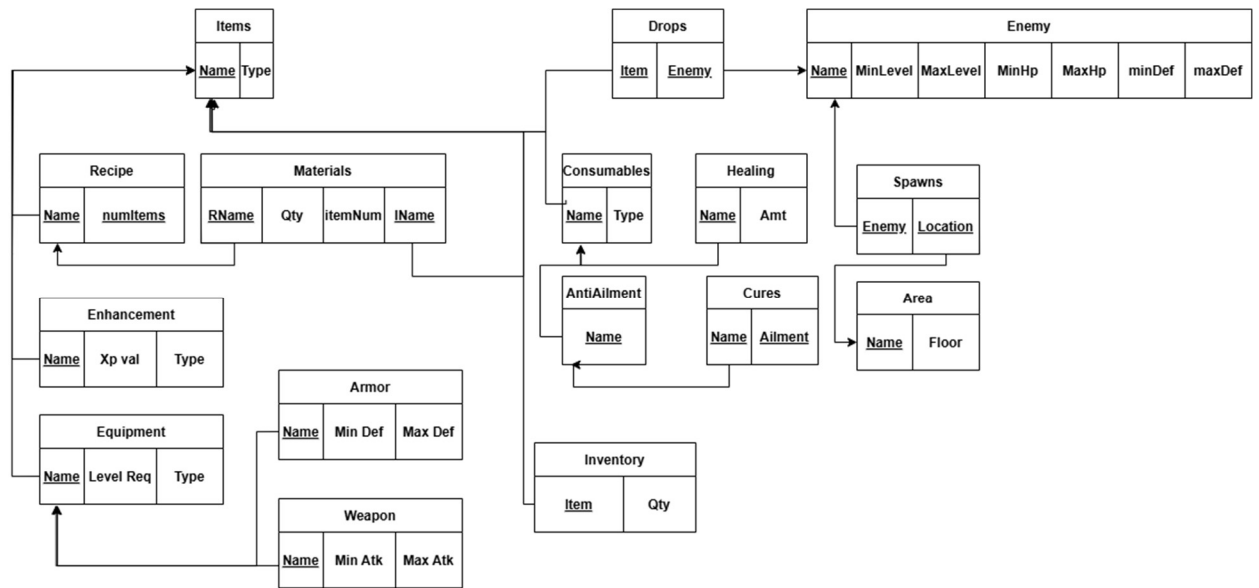 Items
Name Type
Drops
Item Enemy
Enemy
Name MinLevel MaxLevel MinHp MaxHp minDef maxDef
Recipe
Name numItems
Materials
RName Qty itemNum IName
Consumables
Name Type
Healing
Name Amt
Spawns
Enemy Location
Enhancement
Name Xp val Type
AntiAilment
Name
Cures
Name Ailment
Area
Name Floor
Armor
Name Min Def Max Def
Equipment
Name Level Req Type
Inventory
Item Qty
Weapon
Name Min Atk Max Atk